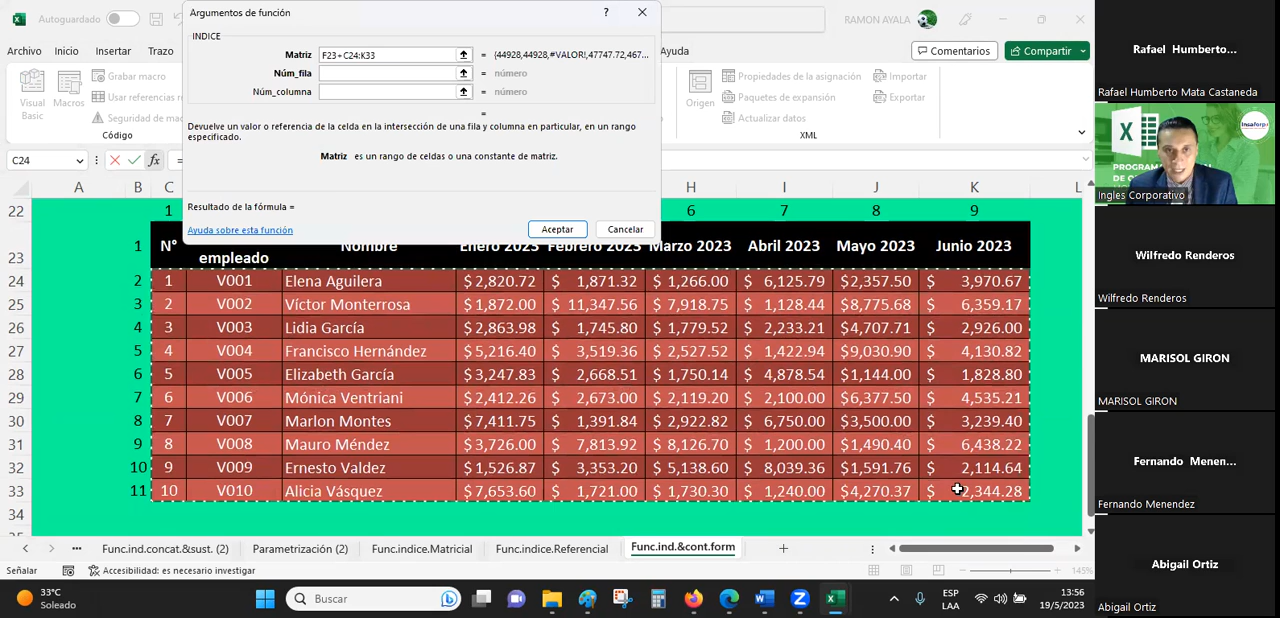 Autoguardado
RAMON AYALA
Archivo Inicio Insertar Trazo Ayuda
Comentarios Compartir
Grabar macro
Usar referencias r
Seguridad de ma
Visual Basic
Macros
Código
Orígen
Propiedades de la asignación
Paquetes de expansión
Actualizar datos
Importar
Exportar
XML
Argumentos de función ?
INDICE
Matriz F23+C24:K33 = {44928,44928,#VALOR!,47747.72,467...
Núm_fila = número
Núm_columna = número
=
Devuelve un valor o referencia de la celda en la intersección de una fila y columna en particular, en un rango
especificado.
Matriz es un rango de celdas o una constante de matriz.
Resultado de la fórmula =
Ayuda sobre esta función
Aceptar Cancelar
C24 fx =
A B C H I J K L
22 1 6 7 8 9
23 1 N° empleado Nombre Enero 2023 Febrero 2023 Marzo 2023 Abril 2023 Mayo 2023 Junio 2023
24 2 1 V001 Elena Aguilera $ 2,820.72 $ 1,871.32 $ 1,266.00 $ 6,125.79 $2,357.50 $ 3,970.67
25 3 2 V002 Víctor Monterrosa $ 1,872.00 $ 11,347.56 $ 7,918.75 $ 1,128.44 $8,775.68 $ 6,359.17
26 4 3 V003 Lidia García $ 2,863.98 $ 1,745.80 $ 1,779.52 $ 2,233.21 $4,707.71 $ 2,926.00
27 5 4 V004 Francisco Hernández $ 5,216.40 $ 3,519.36 $ 2,527.52 $ 1,422.94 $9,030.90 $ 4,130.82
28 6 5 V005 Elizabeth García $ 3,247.83 $ 2,668.51 $ 1,750.14 $ 4,878.54 $1,144.00 $ 1,828.80
29 7 6 V006 Mónica Ventriani $ 2,412.26 $ 2,673.00 $ 2,119.20 $ 2,100.00 $6,377.50 $ 4,535.21
30 8 7 V007 Marlon Montes $ 7,411.75 $ 1,391.84 $ 2,922.82 $ 6,750.00 $3,500.00 $ 3,239.40
31 9 8 V008 Mauro Méndez $ 3,726.00 $ 7,813.92 $ 8,126.70 $ 1,200.00 $1,490.40 $ 6,438.22
32 10 9 V009 Ernesto Valdez $ 1,526.87 $ 3,353.20 $ 5,138.60 $ 8,039.36 $1,591.76 $ 2,114.64
33 11 10 V010 Alicia Vásquez $ 7,653.60 $ 1,721.00 $ 1,730.30 $ 1,240.00 $4,270.37 $ 2,344.28
34
Func.ind.concat.&sust. (2) Parametrización (2) Func.indice.Matricial Func.indice.Referencial Func.ind.&cont.form
Señalar Accesibilidad: es necesario investigar 145%
33°C
Soleado
Buscar
ESP
LAA
13:56
19/5/2023
Rafael Humberto...
Rafael Humberto Mata Castaneda
InsaForp
Ingles Corporativo
Wilfredo Renderos
Wilfredo Renderos
MARISOL GIRON
MARISOL GIRON
Fernando Menen...
Fernando Menendez
Abigail Ortiz
Abigail Ortiz